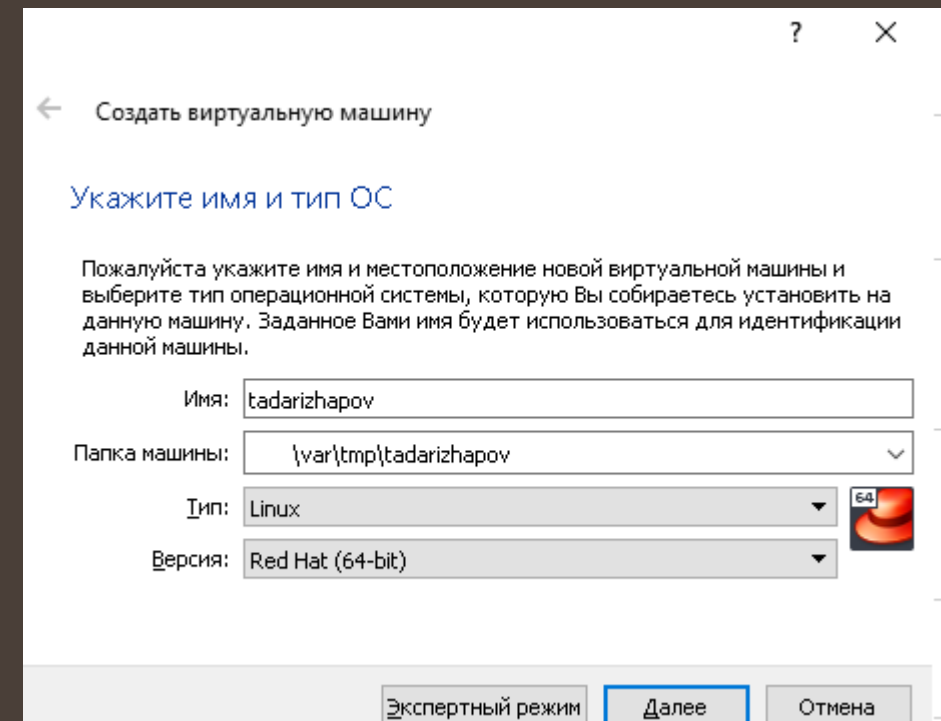 ?
Создать виртуальную машину
Укажите имя и тип ОС
Пожалуйста укажите имя и местоположение новой виртуальной машины и
выберите тип операционной системы, которую Вы собираетесь установить на
данную машину. Заданное Вами имя будет использоваться для идентификации
данной машины.
Имя: tadarizhapov
Папка машины: \var\tmp\tadarizhapov
Тип: Linux
64
Версия: Red Hat (64-bit)
Экспертный режим Далее Отмена